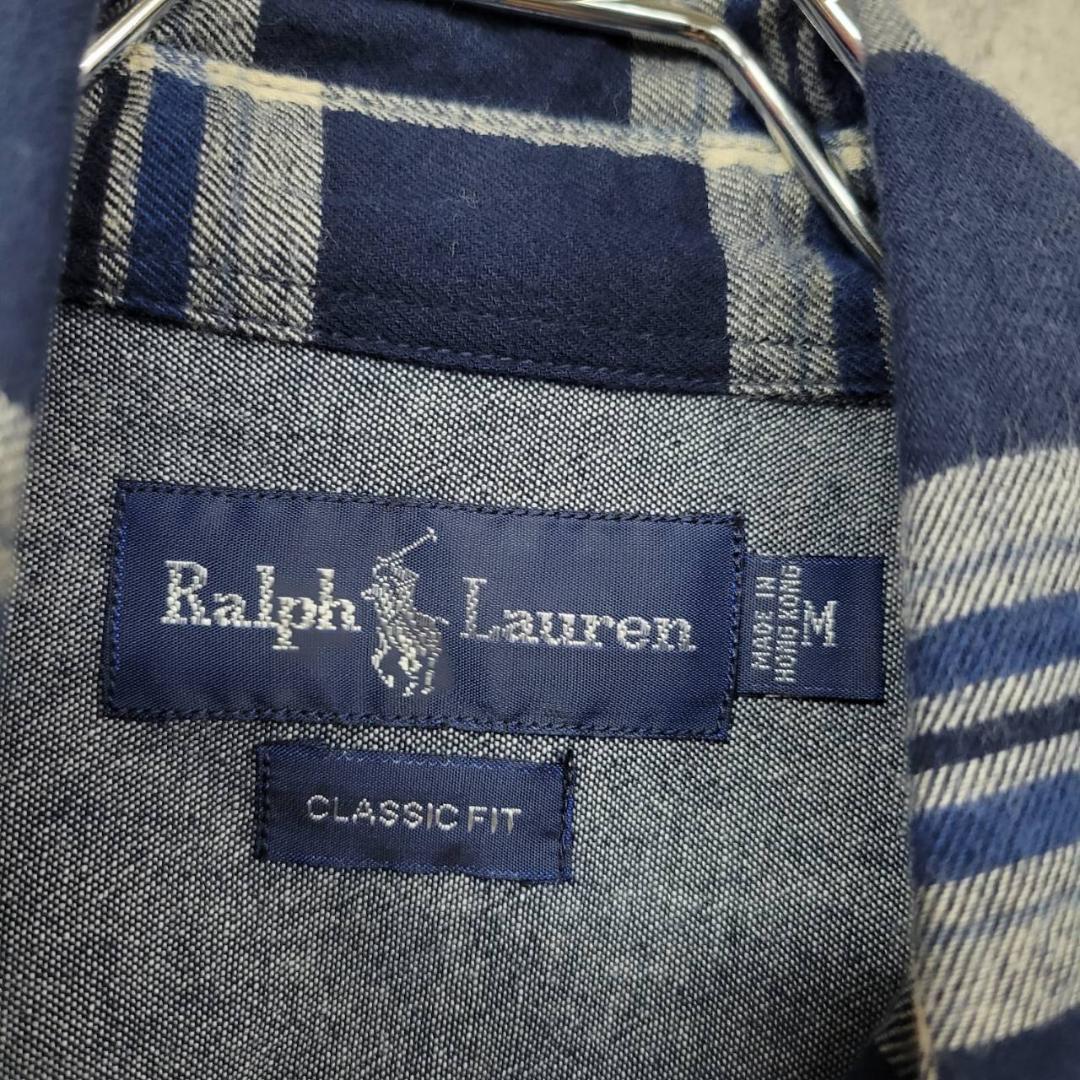 Ralph Lauren
MADE IN
HONG KONG
M
CLASSIC FIT